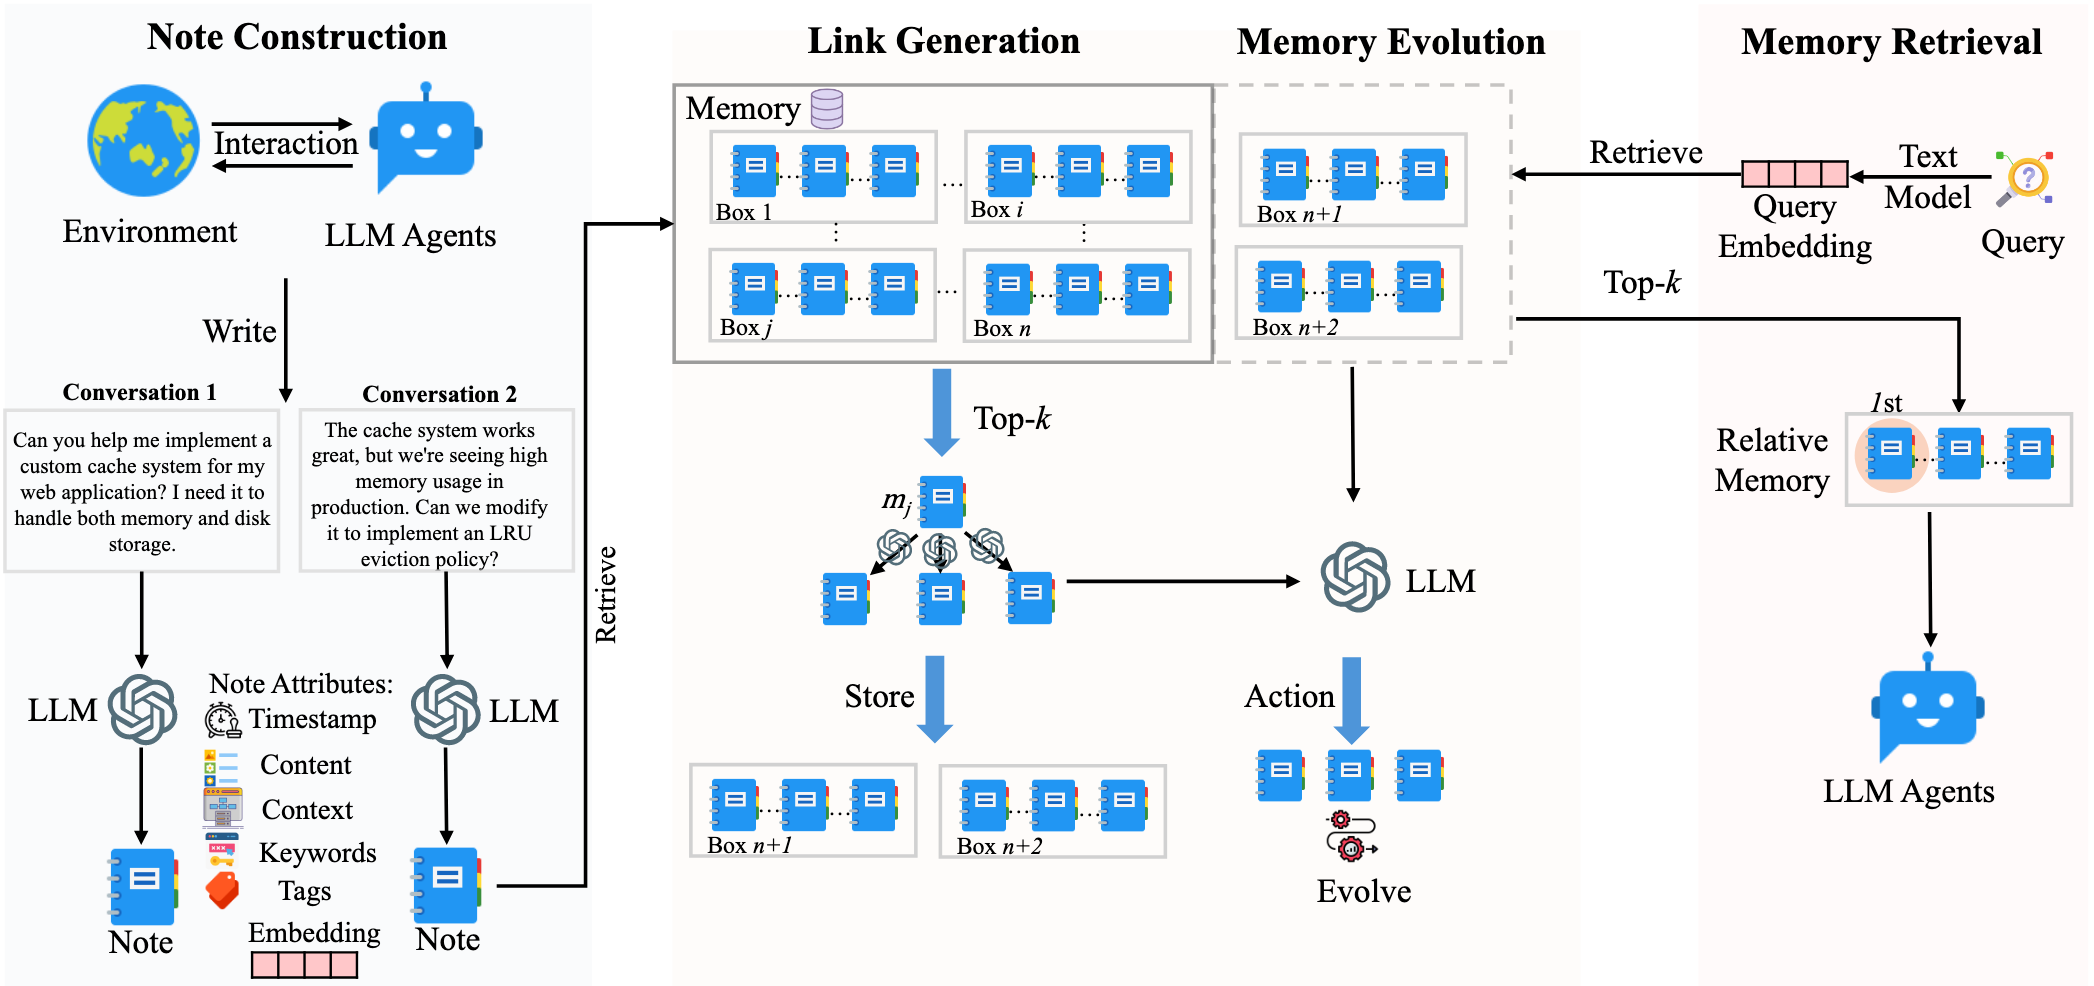 Note Construction
Interaction
Environment
LLM Agents
Write
Conversation 1
Can you help me implement a
custom cache system for my
web application? I need it to
handle both memory and disk
storage.
Conversation 2
The cache system works
great, but we're seeing high
memory usage in
production. Can we modify
it to implement an LRU
eviction policy?
LLM
LLM
Note Attributes:
Timestamp
Content
Context
Keywords
Tags
Embedding
Note
Note
Retrieve
Link Generation
Memory
... ...
Box 1
...
... ...
Box i
⋮
⋮
... ...
Box j
...
... ...
Box n
Top-k
mj
Store
... ...
Box n+1
... ...
Box n+2
Memory Evolution
... ...
Box n+1
... ...
Box n+2
LLM
Action
Evolve
Memory Retrieval
Retrieve
Text
Model
Query
Embedding
Query
Top-k
1st
... ...
Relative
Memory
LLM Agents